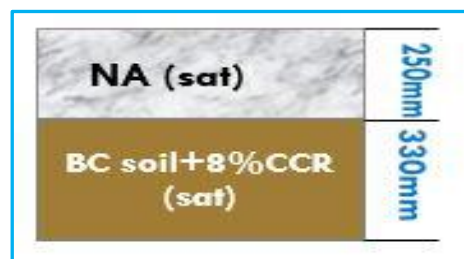 NA (sat)
250mm
BC soil+8%CCR
(sat)
330mm